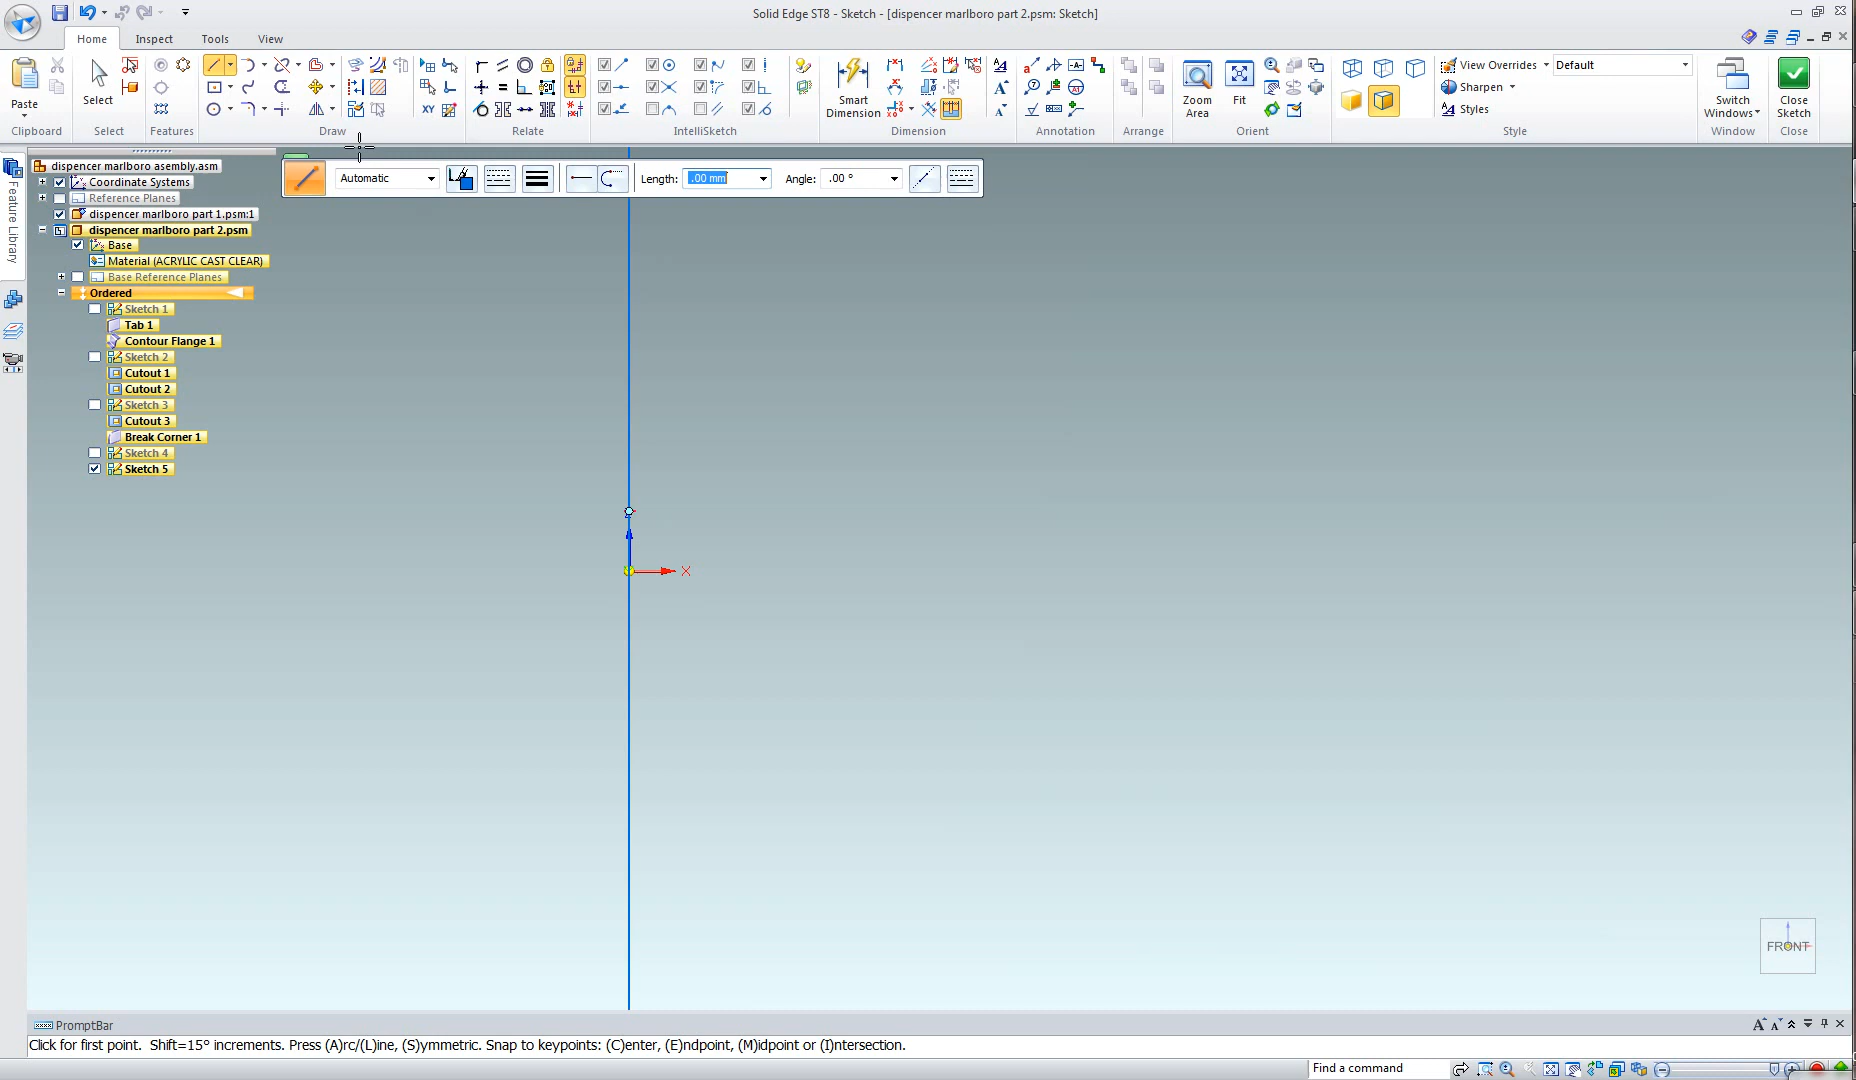 Solid Edge ST8 - Sketch - [dispencer marlboro part 2.psm: Sketch]
Home Inspect Tools View
Paste
Select
Smart Dimension
Zoom Area
Fit
View Overrides
Default
Sharpen
Styles
Switch Windows
Close Sketch
Clipboard Select Features Draw Relate IntelliSketch Dimension Annotation Arrange Orient Style Window Close
Feature Library
Automatic Length: .00 mm Angle: .00 °
dispencer marlboro asembly.asm
Coordinate Systems
Reference Planes
dispencer marlboro part 1.psm:1
dispencer marlboro part 2.psm
Base
Material (ACRYLIC CAST CLEAR)
Base Reference Planes
Ordered
Sketch 1
Tab 1
Contour Flange 1
Sketch 2
Cutout 1
Cutout 2
Sketch 3
Cutout 3
Break Corner 1
Sketch 4
Sketch 5
X
FRONT
PromptBar
Click for first point. Shift=15° increments. Press (A)rc/(L)ine, (S)ymmetric. Snap to keypoints: (C)enter, (E)ndpoint, (M)idpoint or (I)ntersection.
Find a command